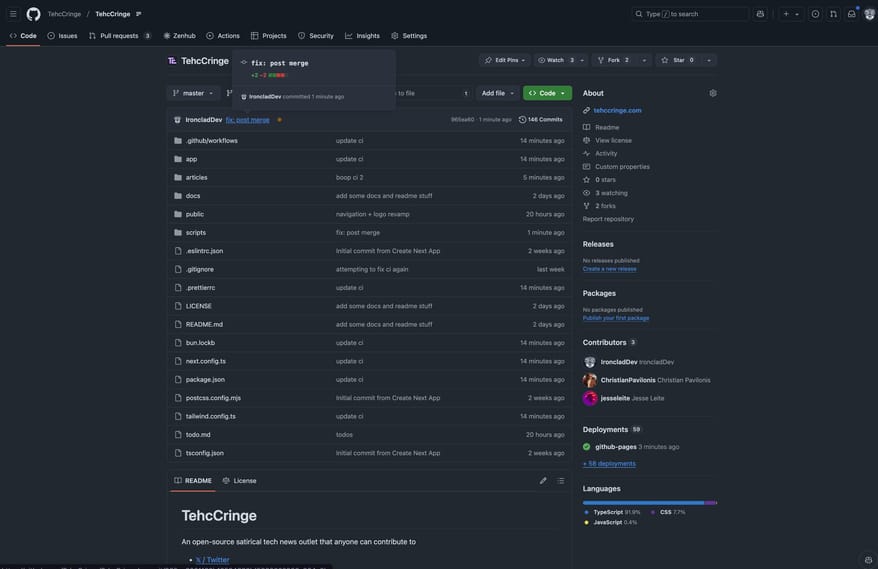 TehcCringe / TehcCringe
Type / to search
Code
Issues
Pull requests 3
Zenhub
Actions
Projects
Security
Insights
Settings
TehcCringe
Edit Pins
Watch 3
Fork 2
Star 0
fix: post merge
+2 −2
IroncladDev committed 1 minute ago
master
to file
t
Add file
Code
IroncladDev fix: post merge
965ea60 · 1 minute ago
146 Commits
.github/workflows update ci 14 minutes ago
app update ci 14 minutes ago
articles boop ci 2 5 minutes ago
docs add some docs and readme stuff 2 days ago
public navigation + logo revamp 20 hours ago
scripts fix: post merge 1 minute ago
.eslintrc.json Initial commit from Create Next App 2 weeks ago
.gitignore attempting to fix ci again last week
.prettierrc update ci 14 minutes ago
LICENSE add some docs and readme stuff 2 days ago
README.md add some docs and readme stuff 2 days ago
bun.lockb update ci 14 minutes ago
next.config.ts update ci 14 minutes ago
package.json update ci 14 minutes ago
postcss.config.mjs Initial commit from Create Next App 2 weeks ago
tailwind.config.ts update ci 14 minutes ago
todo.md todos 20 hours ago
tsconfig.json Initial commit from Create Next App 2 weeks ago
README
License
TehcCringe
An open-source satirical tech news outlet that anyone can contribute to
𝕏 / Twitter
About
tehccringe.com
Readme
View license
Activity
Custom properties
0 stars
3 watching
2 forks
Report repository
Releases
No releases published
Create a new release
Packages
No packages published
Publish your first package
Contributors 3
IroncladDev IroncladDev
ChristianPavilonis Christian Pavilonis
jesseleite Jesse Leite
Deployments 59
github-pages 3 minutes ago
+ 58 deployments
Languages
TypeScript 91.9%
CSS 7.7%
JavaScript 0.4%